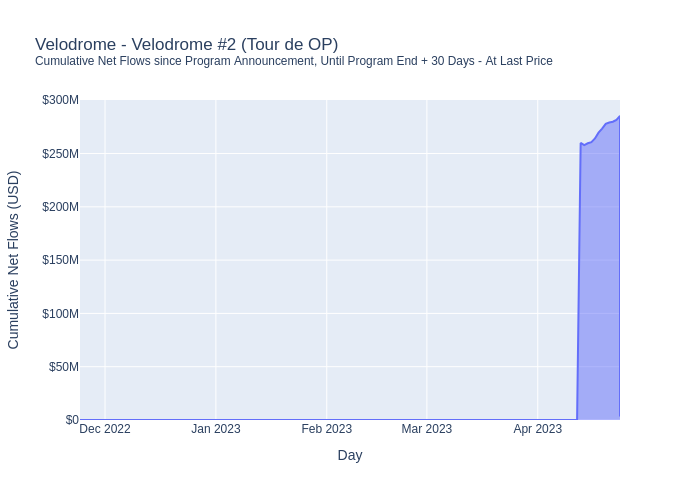 Velodrome - Velodrome #2 (Tour de OP)
Cumulative Net Flows since Program Announcement, Until Program End + 30 Days - At Last Price
$300M
$250M
$200M
$150M
$100M
$50M
$0
Cumulative Net Flows (USD)
Dec 2022 Jan 2023 Feb 2023 Mar 2023 Apr 2023
Day